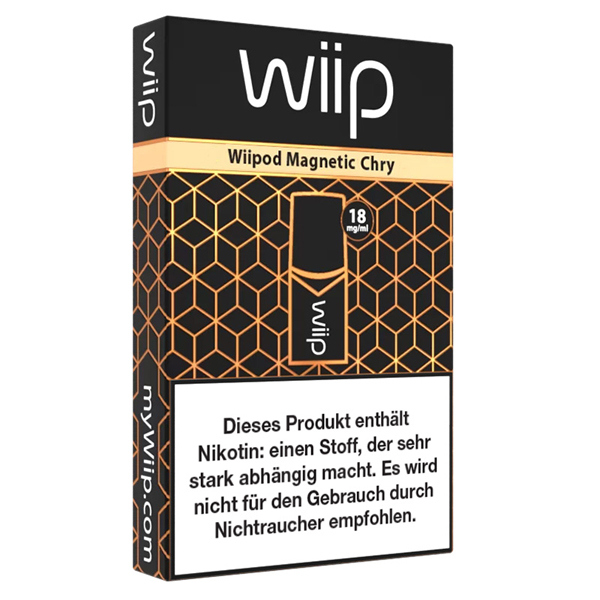 wiip
wiip
Wiipod Magnetic Chry
18
mg/ml
wiip
myWiip.com
Dieses Produkt enthält
Nikotin: einen Stoff, der sehr
stark abhängig macht. Es wird
nicht für den Gebrauch durch
Nichtraucher empfohlen.